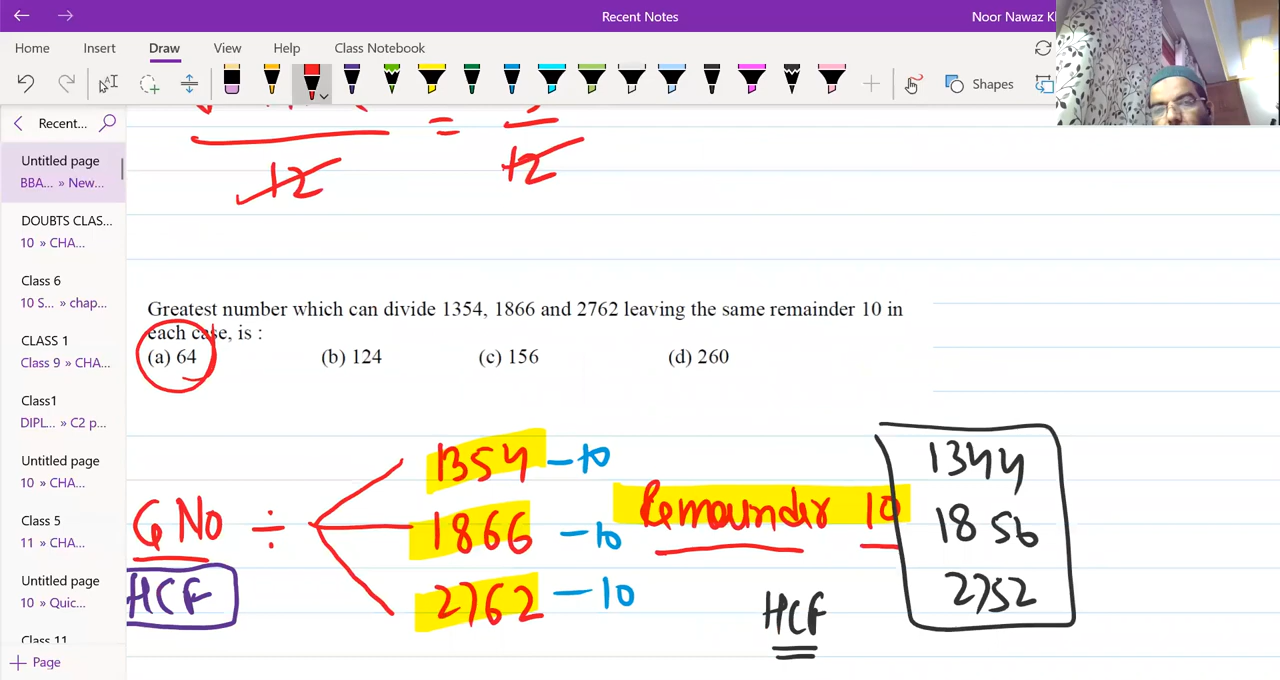 Recent Notes
Noor Nawaz Kh
Home Insert Draw View Help Class Notebook
Shapes
Recent...
Untitled page
BBA... » New...
DOUBTS CLAS...
10 » CHA...
Class 6
10 S... » chap...
CLASS 1
Class 9 » CHA...
Class1
DIPL... » C2 p...
Untitled page
10 » CHA...
Class 5
11 » CHA...
Untitled page
10 » Quic...
Class 11
+ Page
= 
12 12
Greatest number which can divide 1354, 1866 and 2762 leaving the same remainder 10 in
each case, is :
(a) 64 (b) 124 (c) 156 (d) 260
1354 - 10
G NO ÷ 1866 - 10 Remainder 10
2762 - 10
HCF
HCF
1344
1856
2752